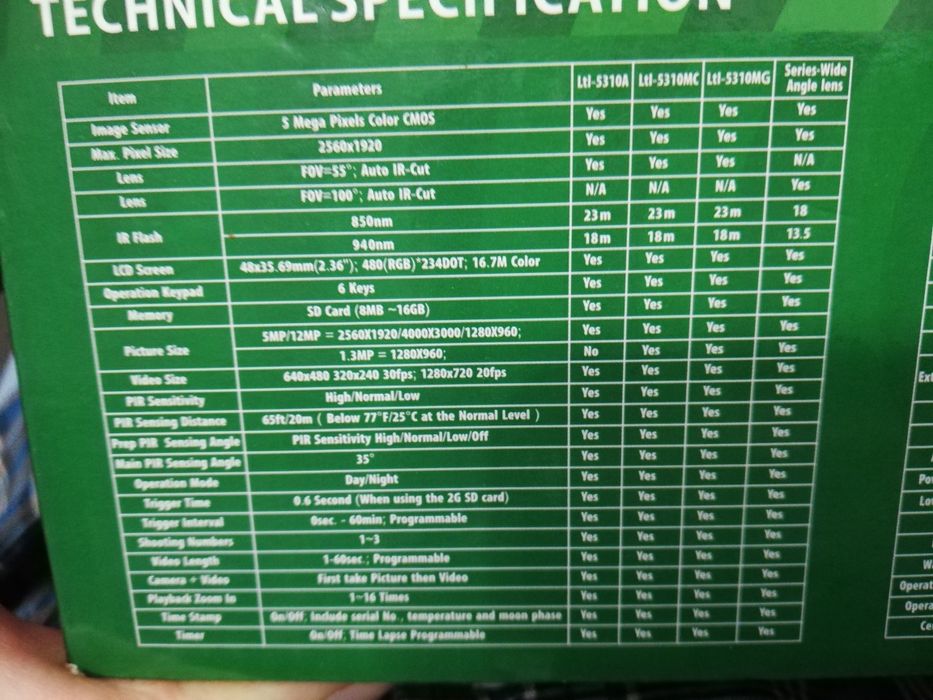 TECHNICAL SPECIFICATION
Item Parameters Ltl-5310A Ltl-5310MC Ltl-5310MG Series-Wide Angle lens
Image Sensor 5 Mega Pixels Color CMOS Yes Yes Yes Yes
Max. Pixel Size 2560x1920 Yes Yes Yes Yes
Lens FOV=55°; Auto IR-Cut Yes Yes Yes N/A
Lens FOV=100°; Auto IR-Cut N/A N/A N/A Yes
IR Flash 850nm 23m 23m 23m 18
940nm 18m 18m 18m 13.5
LCD Screen 48x35.69mm(2.36"); 480(RGB)*234DOT; 16.7M Color Yes Yes Yes Yes
Operation Keypad 6 Keys Yes Yes Yes Yes
Memory SD Card (8MB ~16GB) Yes Yes Yes Yes
Picture Size 5MP/12MP = 2560X1920/4000X3000/1280X960; Yes Yes Yes Yes
1.3MP = 1280X960; No Yes Yes Yes
Video Size 640x480 320x240 30fps; 1280x720 20fps Yes Yes Yes Yes
PIR Sensitivity High/Normal/Low Yes Yes Yes Yes
PIR Sensing Distance 65ft/20m ( Below 77°F/25°C at the Normal Level ) Yes Yes Yes Yes
Prep PIR Sensing Angle PIR Sensitivity High/Normal/Low/Off Yes Yes Yes Yes
Main PIR Sensing Angle 35° Yes Yes Yes Yes
Operation Mode Day/Night Yes Yes Yes Yes
Trigger Time 0.6 Second (When using the 2G SD card) Yes Yes Yes Yes
Trigger Interval 0sec. - 60min; Programmable Yes Yes Yes Yes
Shooting Numbers 1~3 Yes Yes Yes Yes
Video Length 1-60sec.; Programmable Yes Yes Yes Yes
Camera + Video First take Picture then Video Yes Yes Yes Yes
Playback Zoom In 1~16 Times Yes Yes Yes Yes
Time Stamp On/Off; Include serial No., temperature and moon phase Yes Yes Yes Yes
Timer On/Off; Time Lapse Programmable Yes Yes Yes Yes